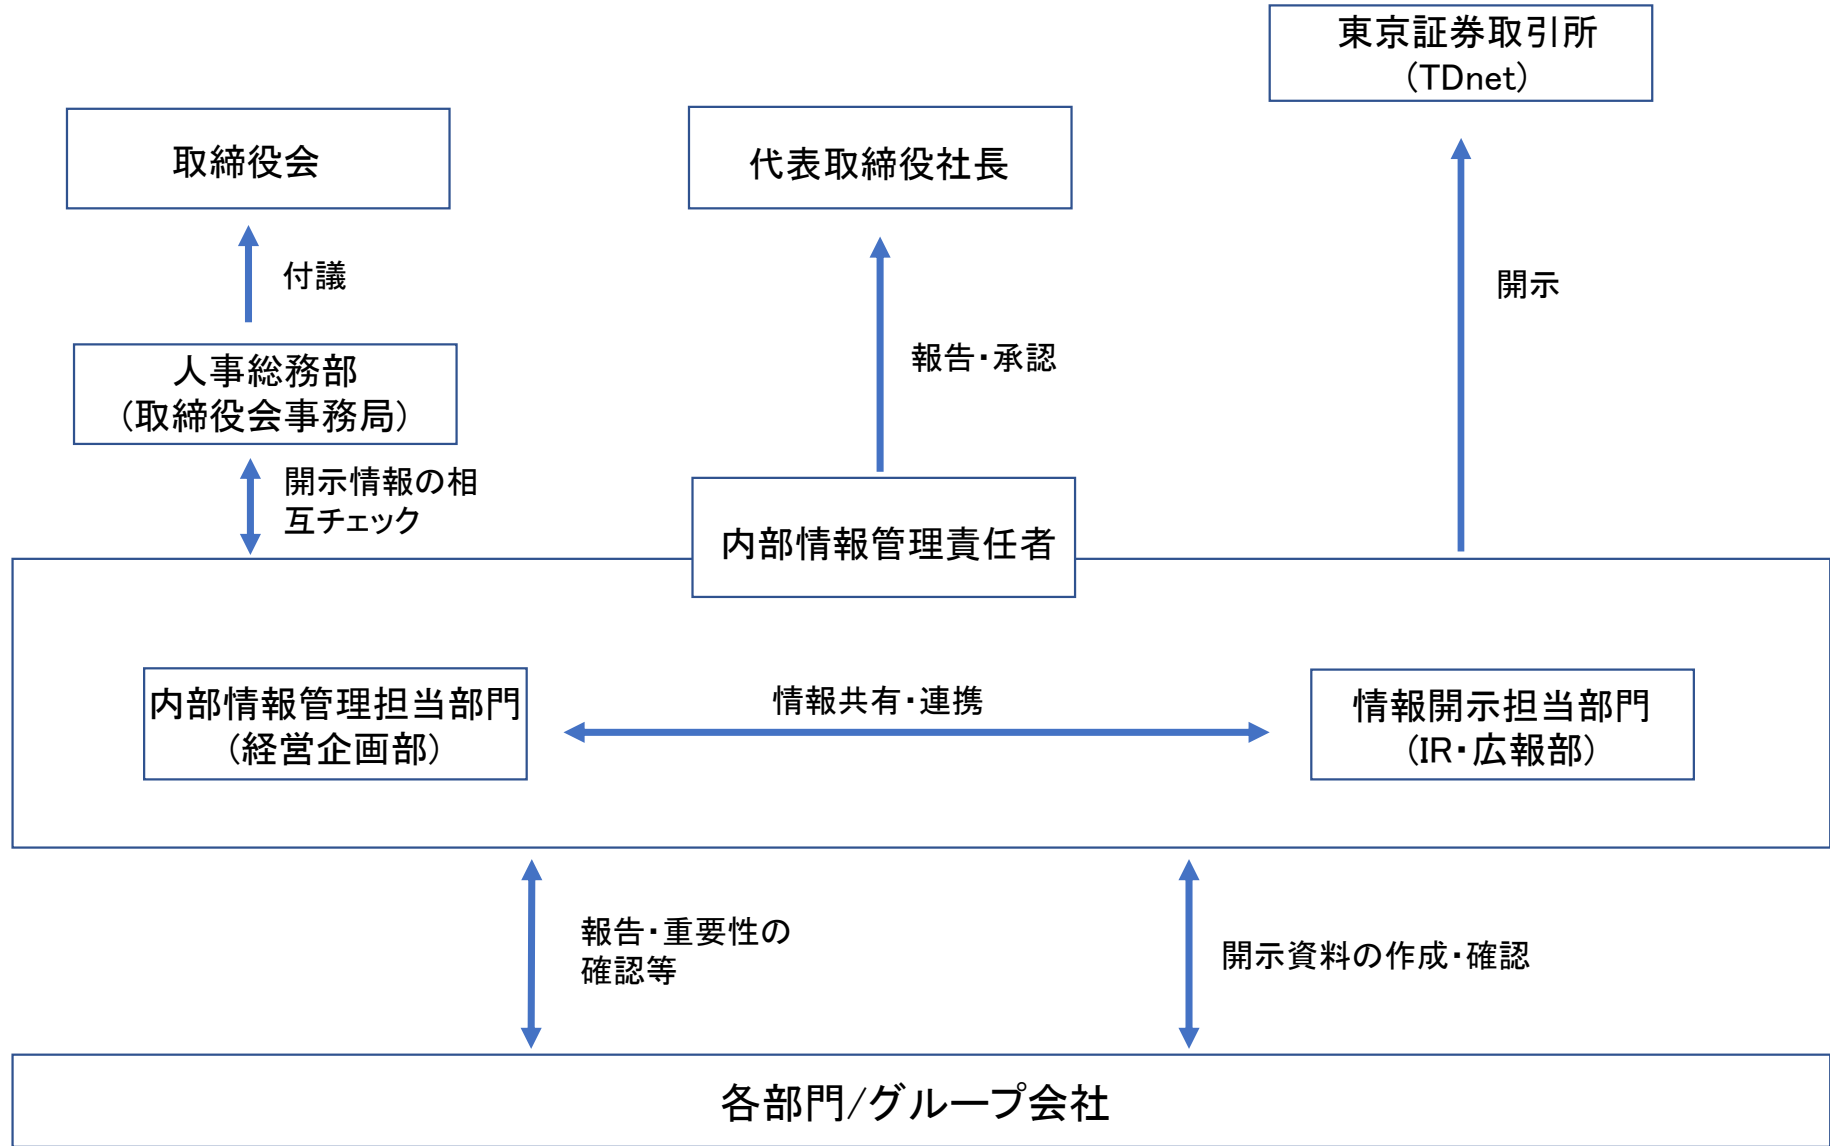 東京証券取引所
(TDnet)
取締役会
代表取締役社長
付議
開示
人事総務部
(取締役会事務局)
報告・承認
開示情報の相
互チェック
内部情報管理責任者
内部情報管理担当部門
(経営企画部)
情報共有・連携
情報開示担当部門
(IR・広報部)
報告・重要性の
確認等
開示資料の作成・確認
各部門/グループ会社